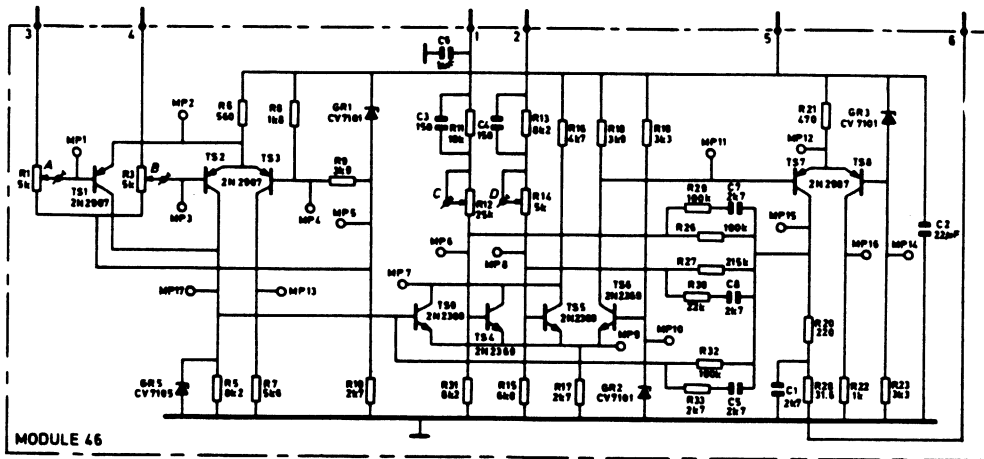 3
4
1
2
5
6
C9
1µF
MP2
R6
560
R8
1k8
GR1
CV7101
C3
150
R11
18k
C4
150
R13
8k2
R16
4k7
R18
3k9
R19
3k3
R21
470
GR3
CV7101
MP1
A
B
R1
5k
TS1
2N2907
R3
5k
MP3
TS2
TS3
2N2907
R9
3k9
MP4
MP5
C
R12
25k
D
R14
5k
MP11
MP12
TS7
TS8
2N2907
R29
100k
C7
2k7
R26
100k
MP15
C2
22µF
MP6
MP8
MP16
MP14
MP7
R27
215k
R30
22k
C8
2k7
MP17
MP13
TS9
2N2369
TS4
2N2369
TS5
2N2369
TS6
2N2369
MP9
MP10
R20
220
R32
100k
GR5
CV7105
R5
8k2
R7
5k6
R10
2k7
R31
6k2
R15
6k8
R17
2k7
GR2
CV7101
R33
2k7
C5
2k7
C1
2k7
R28
31.6
R22
1k
R23
3k3
MODULE 46